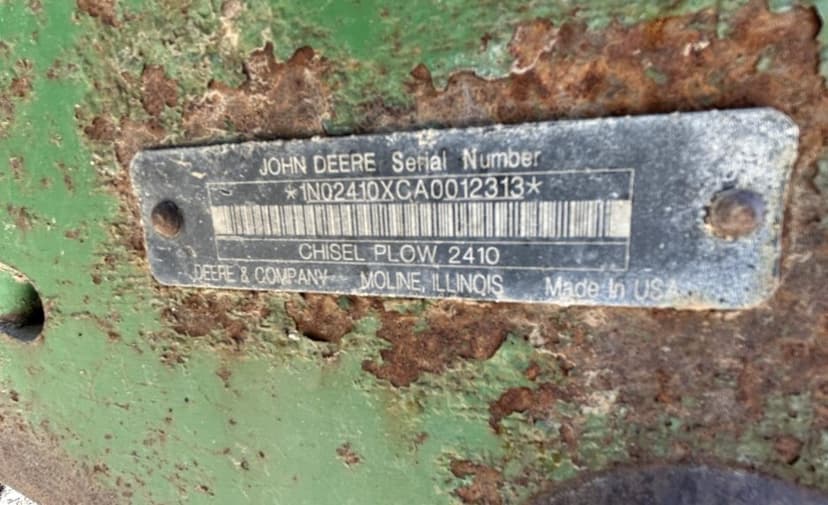 JOHN DEERE Serial Number
*1N02410XCA0012313*
CHISEL PLOW 2410
DEERE & COMPANY MOLINE, ILLINOIS Made In USA